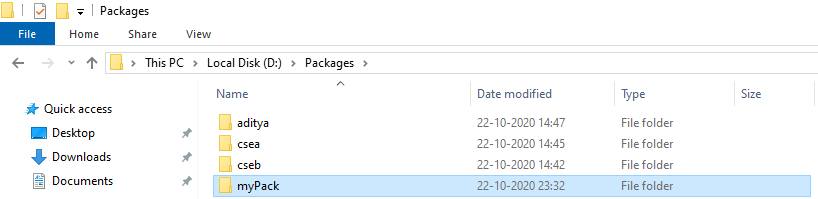 Packages
File Home Share View
This PC Local Disk (D:) Packages
Name Date modified Type Size
Quick access
Desktop
Downloads
Documents
aditya 22-10-2020 14:47 File folder
csea 22-10-2020 14:45 File folder
cseb 22-10-2020 14:42 File folder
myPack 22-10-2020 23:32 File folder